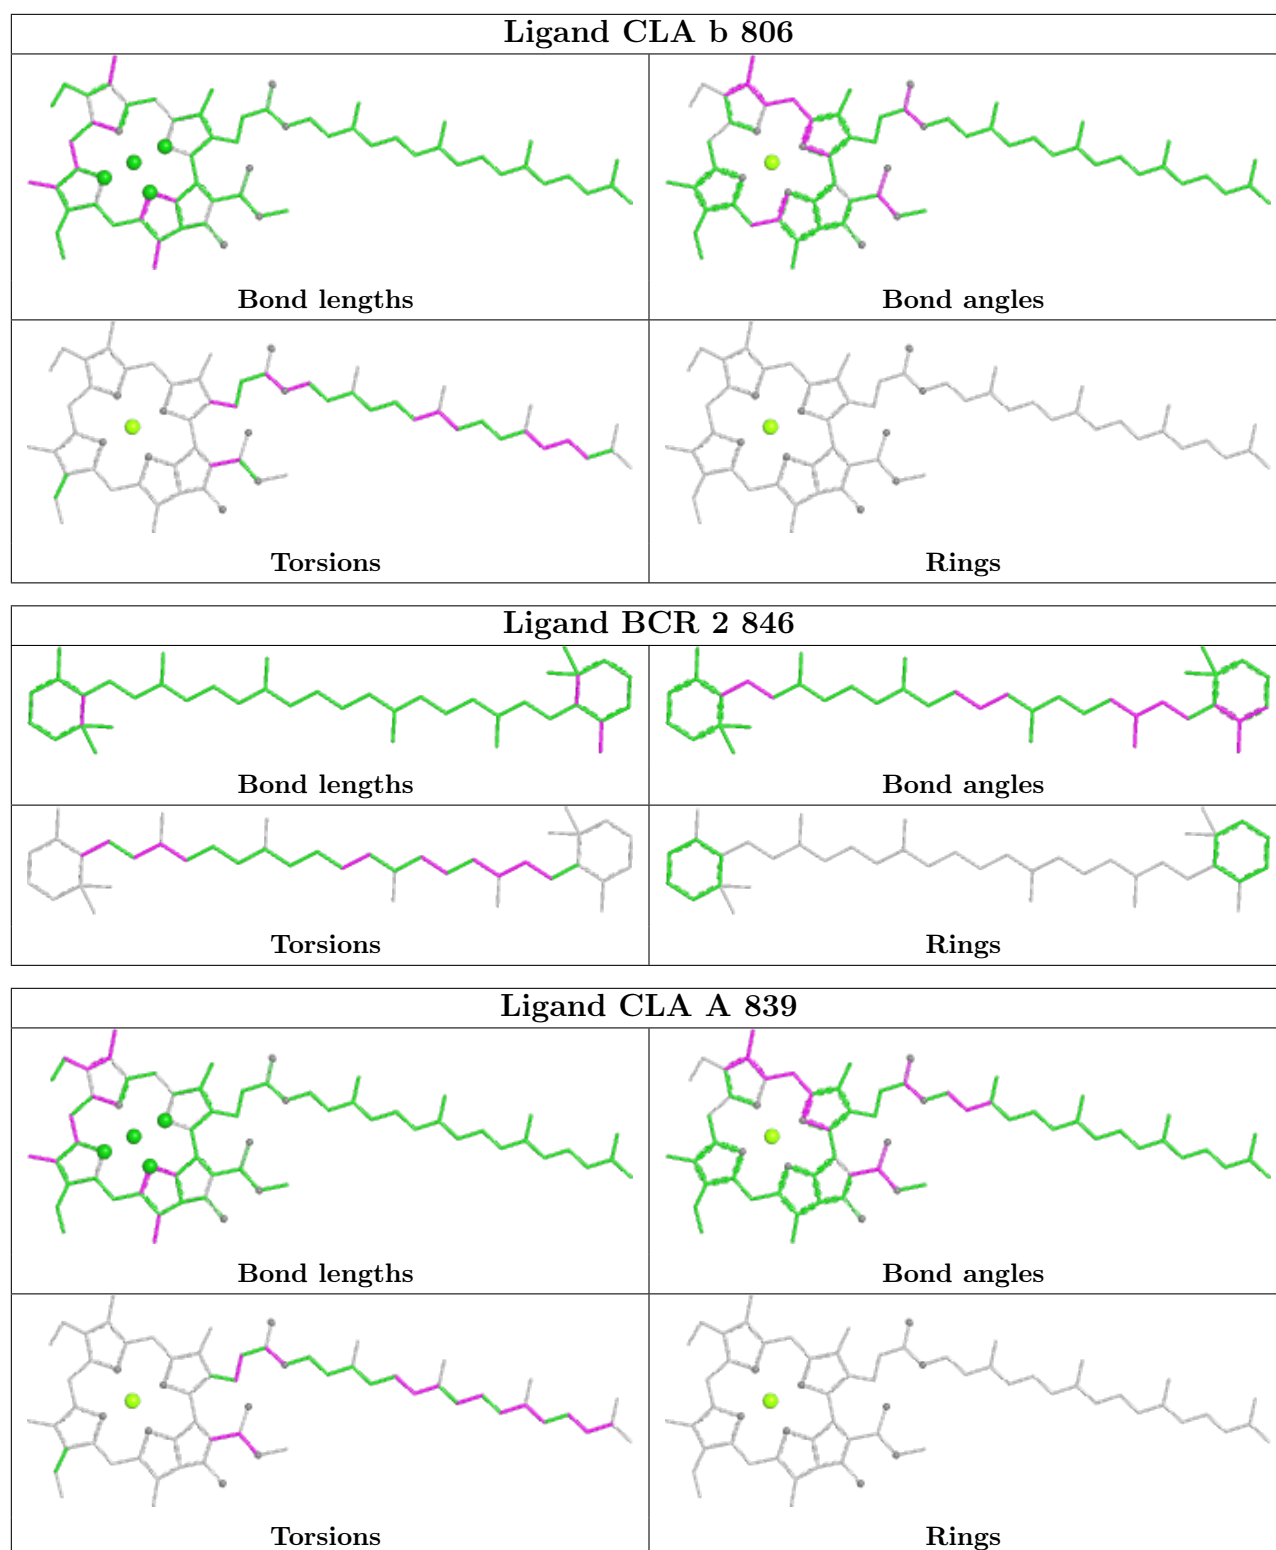 Ligand CLA b 806
Bond lengths Bond angles
Torsions Rings
Ligand BCR 2 846
Bond lengths Bond angles
Torsions Rings
Ligand CLA A 839
Bond lengths Bond angles
Torsions Rings